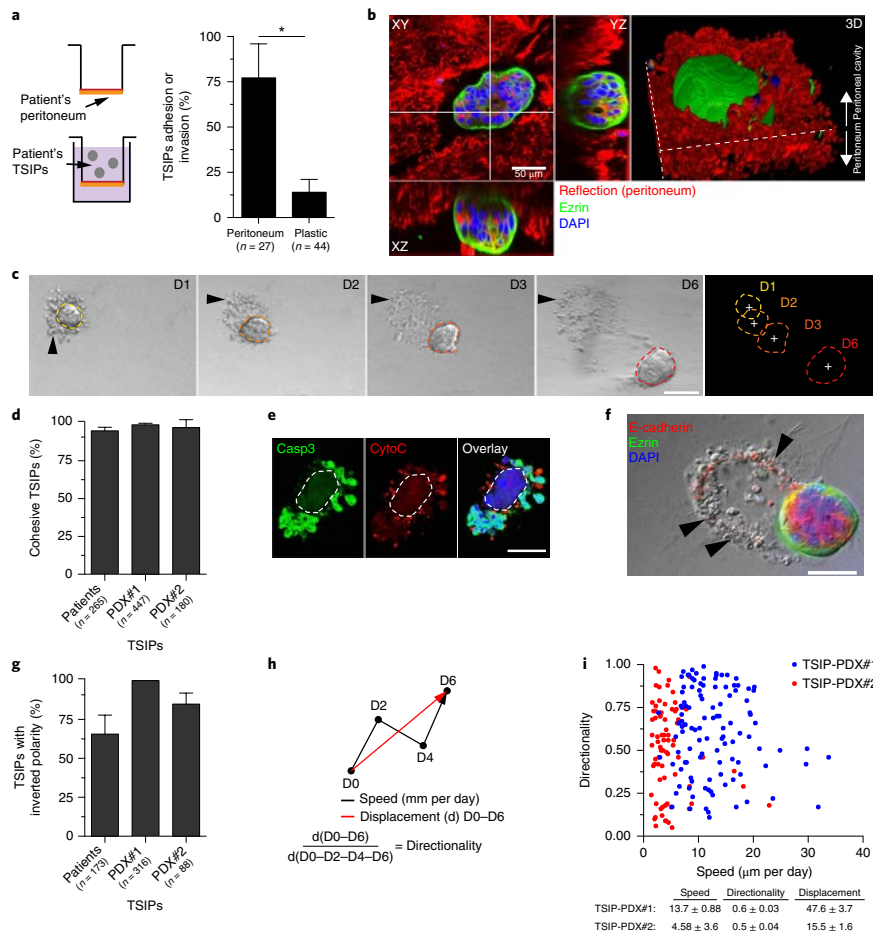 a
Patient's
peritoneum
Patient's
TSIPs
TSIPs adhesion or
invasion (%)
100
75
50
25
0
*
Peritoneum
(n = 27)
Plastic
(n = 44)
b
XY
YZ
3D
50 μm
XZ
Reflection (peritoneum)
Ezrin
DAPI
Peritoneum Peritoneal cavity
c
D1
D2
D3
D6
D1
D2
D3
D6
d
Cohesive TSIPs (%)
100
75
50
25
0
Patients
(n = 265)
PDX#1
(n = 447)
PDX#2
(n = 180)
TSIPs
e
Casp3
CytoC
Overlay
f
E-cadherin
Ezrin
DAPI
g
TSIPs with
inverted polarity (%)
100
75
50
25
0
Patients
(n = 173)
PDX#1
(n = 316)
PDX#2
(n = 88)
TSIPs
h
D6
D2
D4
D0
Speed (mm per day)
Displacement (d) D0–D6
d(D0–D6)
d(D0–D2–D4–D6)
= Directionality
i
TSIP-PDX#1
TSIP-PDX#2
Directionality
1.00
0.75
0.50
0.25
0.00
0 10 20 30 40
Speed (μm per day)
Speed Directionality Displacement
TSIP-PDX#1: 13.7 ± 0.88 0.6 ± 0.03 47.6 ± 3.7
TSIP-PDX#2: 4.58 ± 3.6 0.5 ± 0.04 15.5 ± 1.6